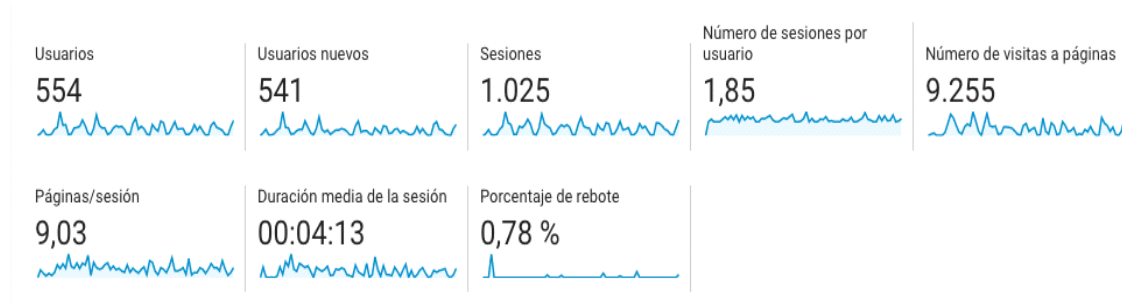 Usuarios
554
Usuarios nuevos
541
Sesiones
1.025
Número de sesiones por
usuario
1,85
Número de visitas a páginas
9.255
Páginas/sesión
9,03
Duración media de la sesión
00:04:13
Porcentaje de rebote
0,78 %